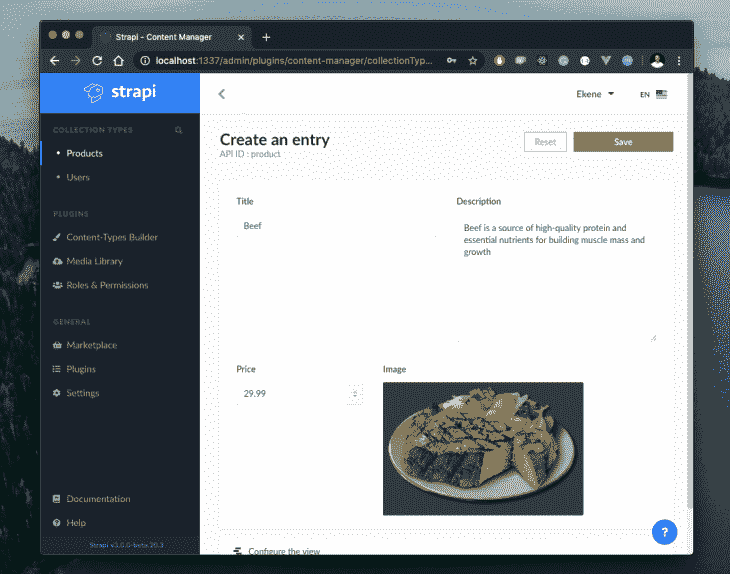 Strapi - Content Manager
localhost:1337/admin/plugins/content-manager/collectionTyp...
strapi
Ekene
EN
COLLECTION TYPES
Products
Users
PLUGINS
Content-Types Builder
Media Library
Roles & Permissions
GENERAL
Marketplace
Plugins
Settings
Documentation
Help
Strapi v3.0.0-beta.20.3
Create an entry
API ID : product
Reset
Save
Title
Beef
Description
Beef is a source of high-quality protein and
essential nutrients for building muscle mass and
growth
Price
29.99
Image
Configure the view
?